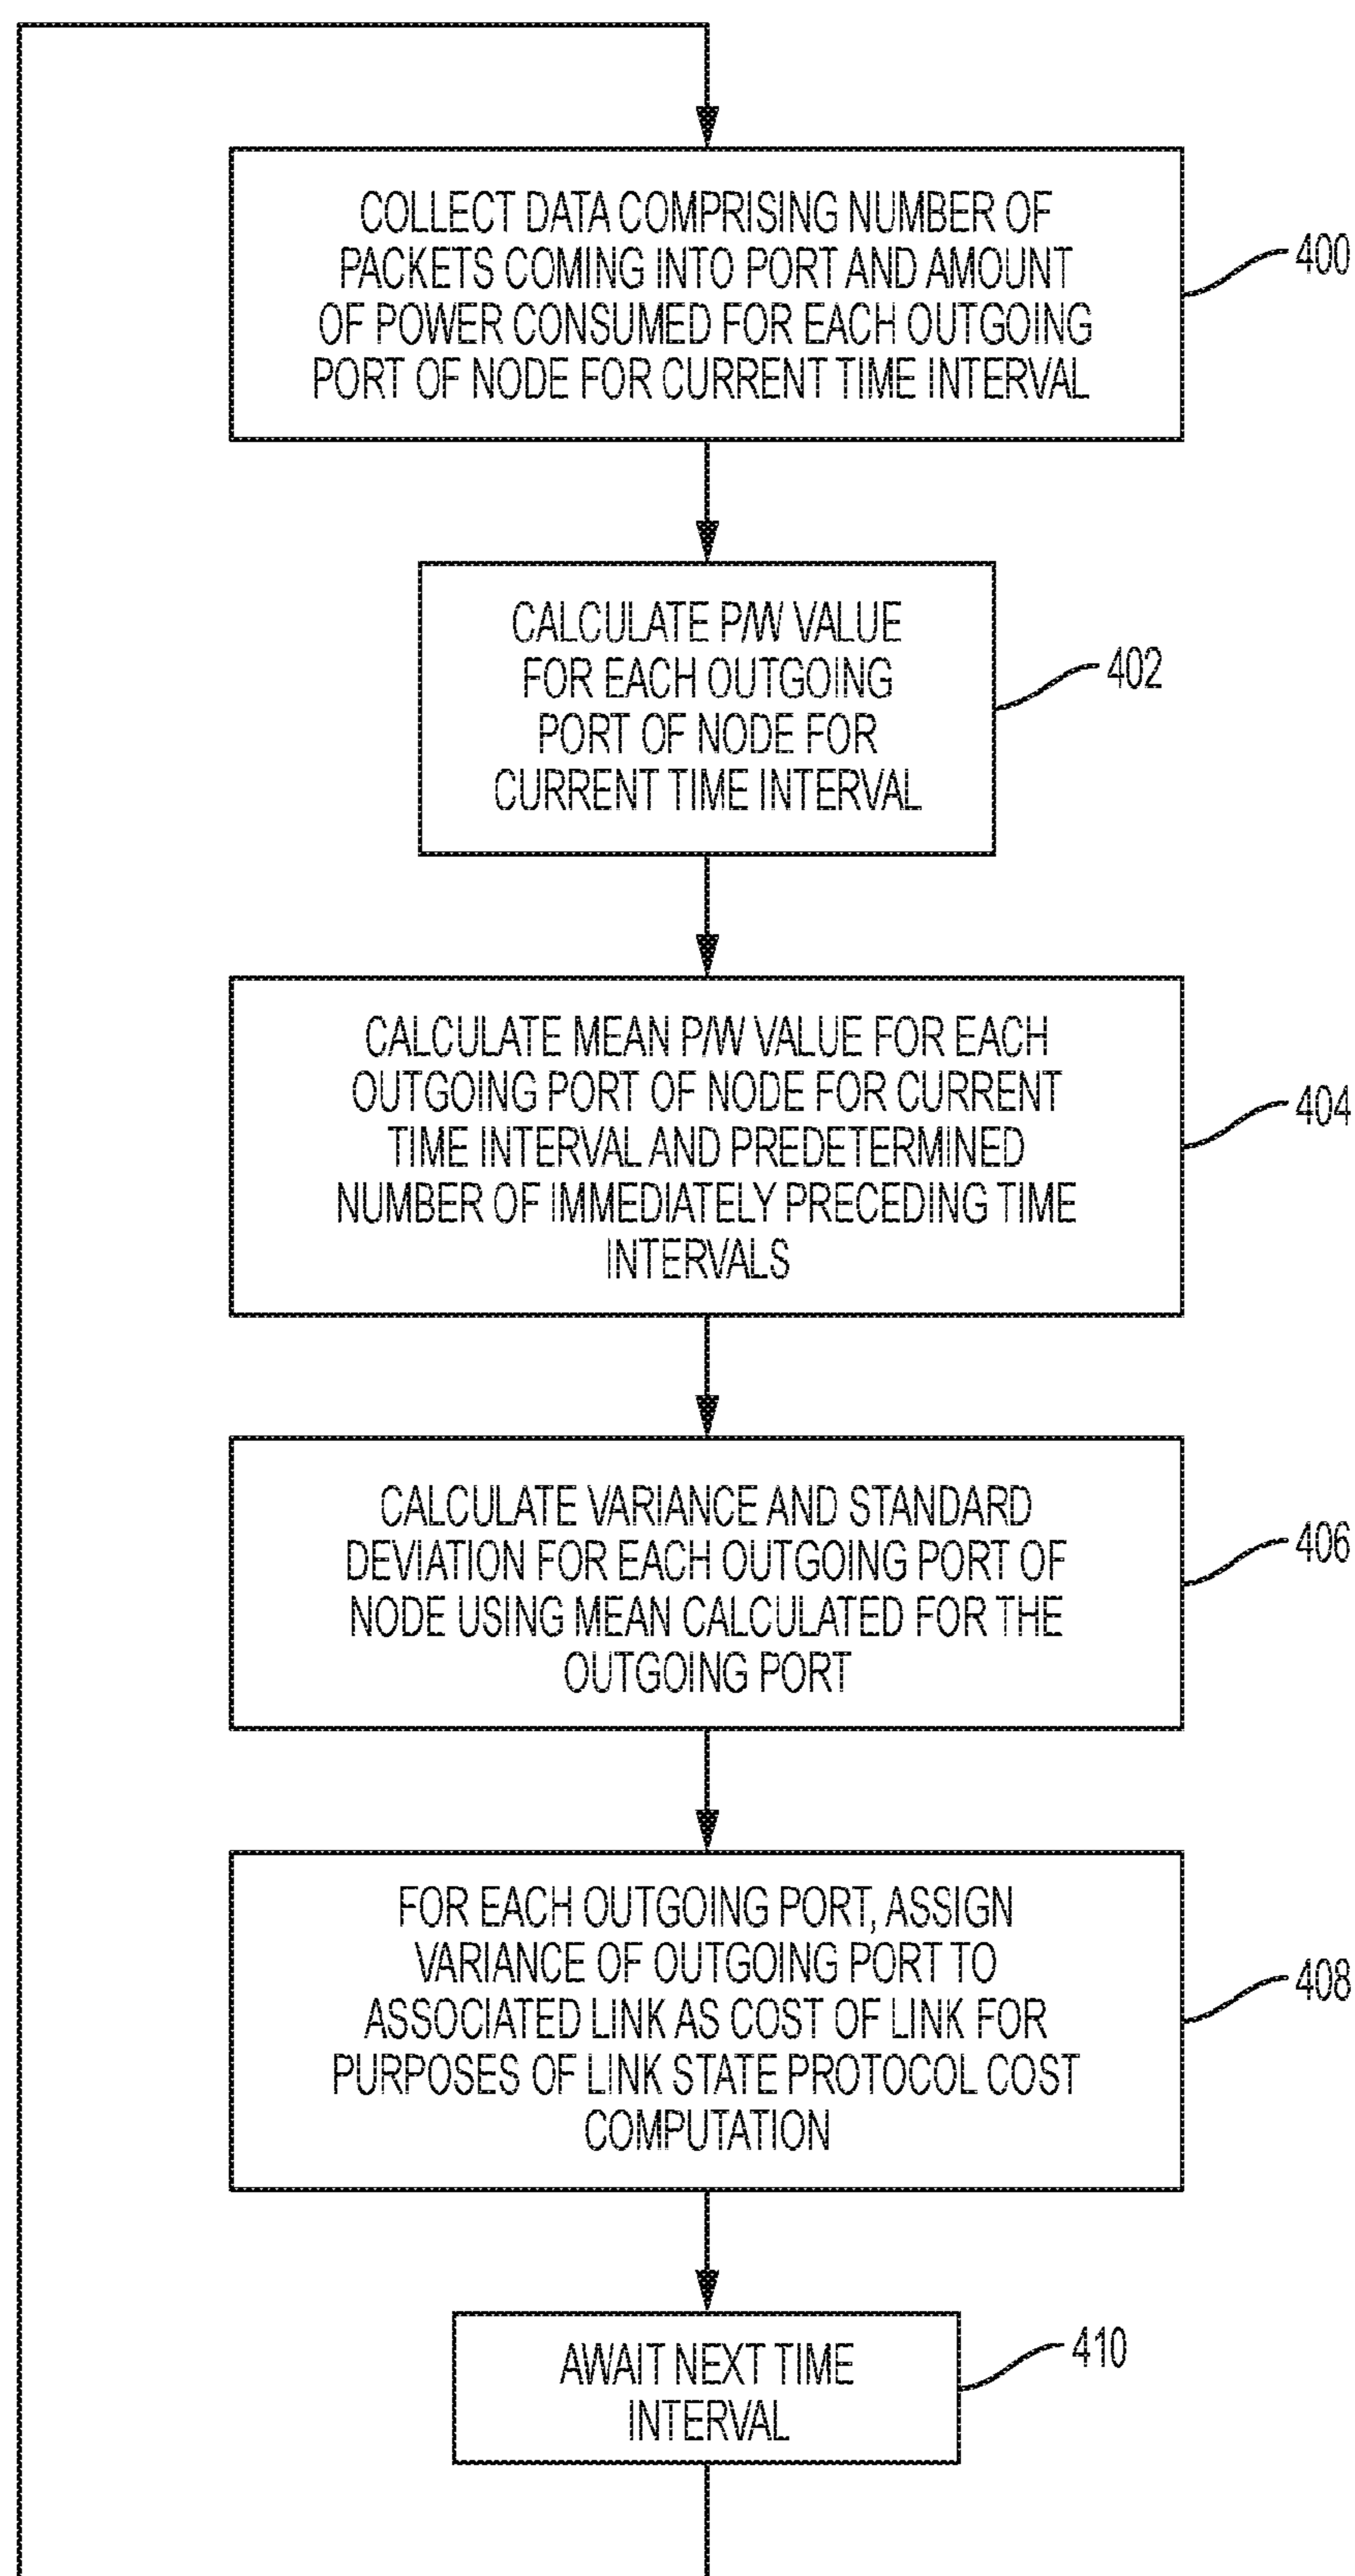 COLLECT DATA COMPRISING NUMBER OF
PACKETS COMING INTO PORT AND AMOUNT
OF POWER CONSUMED FOR EACH OUTGOING
PORT OF NODE FOR CURRENT TIME INTERVAL
400
CALCULATE P/W VALUE
FOR EACH OUTGOING
PORT OF NODE FOR
CURRENT TIME INTERVAL
402
CALCULATE MEAN P/W VALUE FOR EACH
OUTGOING PORT OF NODE FOR CURRENT
TIME INTERVAL AND PREDETERMINED
NUMBER OF IMMEDIATELY PRECEDING TIME
INTERVALS
404
CALCULATE VARIANCE AND STANDARD
DEVIATION FOR EACH OUTGOING PORT OF
NODE USING MEAN CALCULATED FOR THE
OUTGOING PORT
406
FOR EACH OUTGOING PORT, ASSIGN
VARIANCE OF OUTGOING PORT TO
ASSOCIATED LINK AS COST OF LINK FOR
PURPOSES OF LINK STATE PROTOCOL COST
COMPUTATION
408
AWAIT NEXT TIME
INTERVAL
410